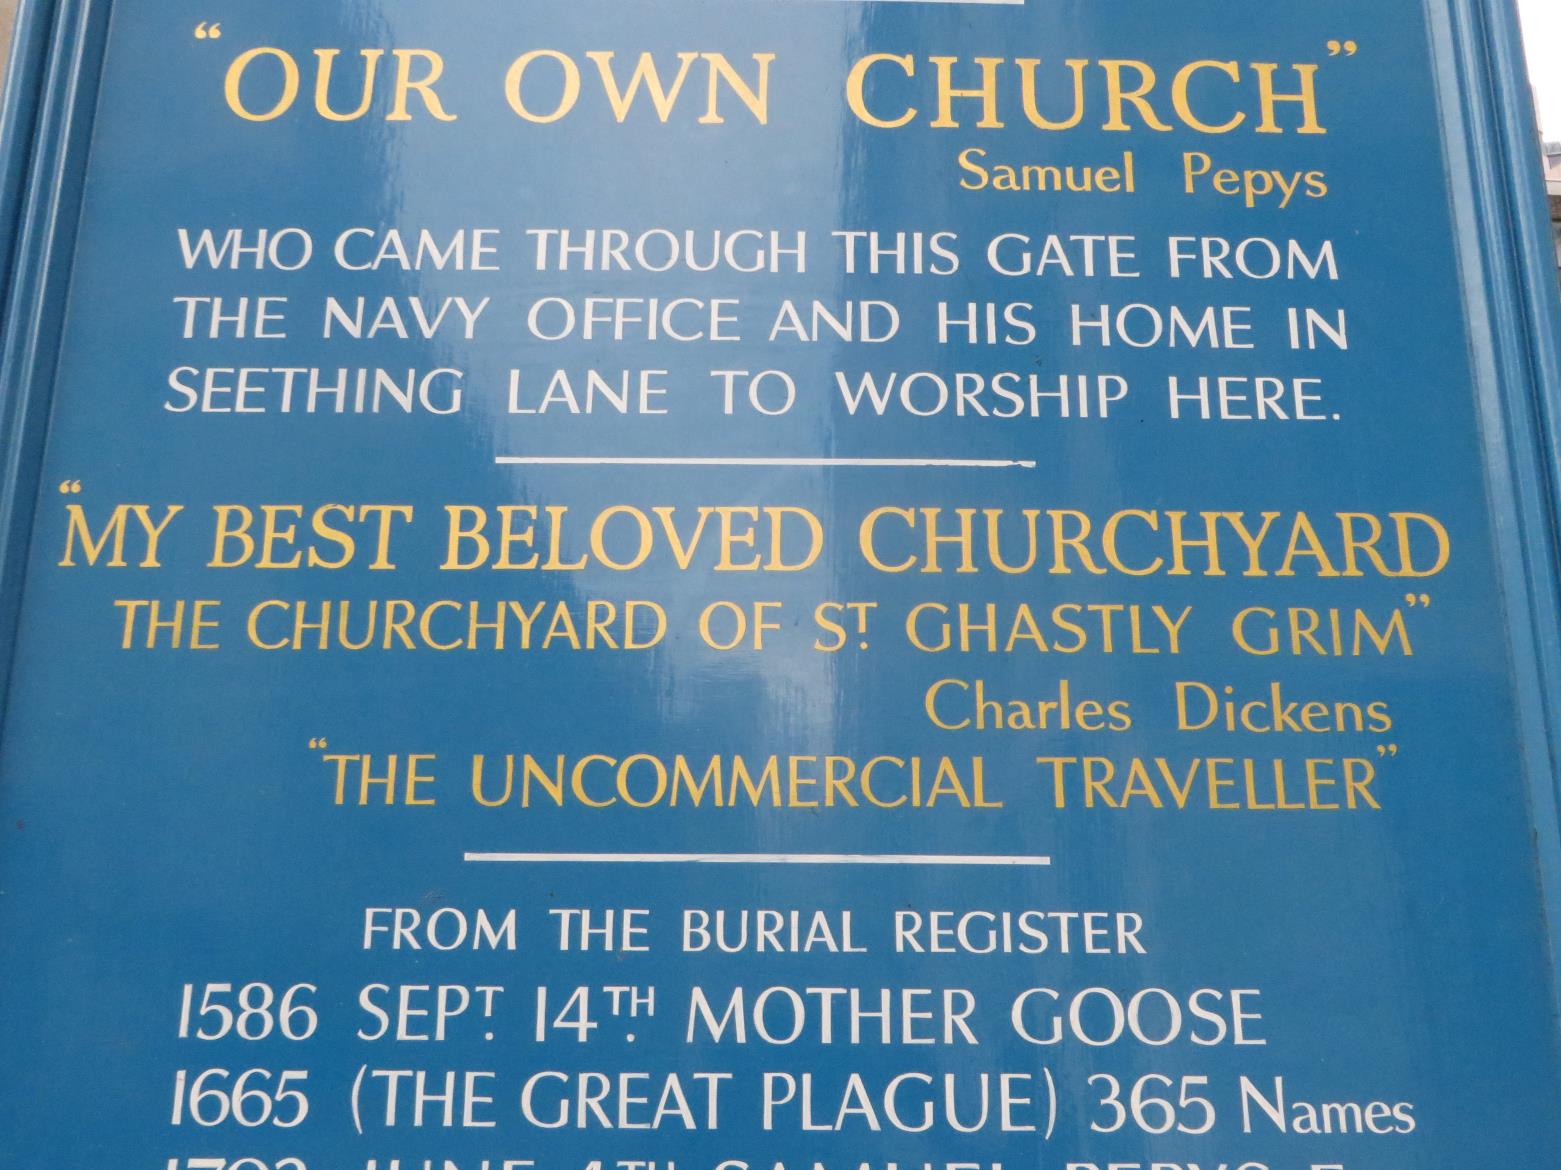 “OUR OWN CHURCH”
Samuel Pepys
WHO CAME THROUGH THIS GATE FROM
THE NAVY OFFICE AND HIS HOME IN
SEETHING LANE TO WORSHIP HERE.
“MY BEST BELOVED CHURCHYARD
THE CHURCHYARD OF ST GHASTLY GRIM”
Charles Dickens
“THE UNCOMMERCIAL TRAVELLER”
FROM THE BURIAL REGISTER
1586 SEPT 14TH MOTHER GOOSE
1665 (THE GREAT PLAGUE) 365 Names